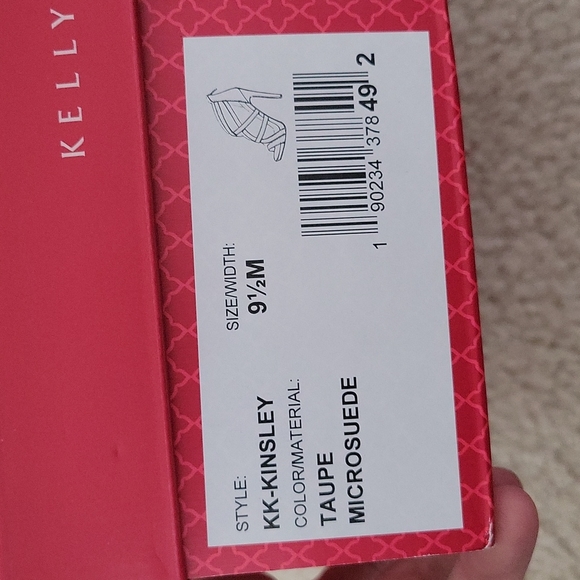 KELLY
STYLE:
KK-KINSLEY
COLOR/MATERIAL:
TAUPE
MICROSUEDE
SIZE/WIDTH:
9½M
1 90234 37849 2